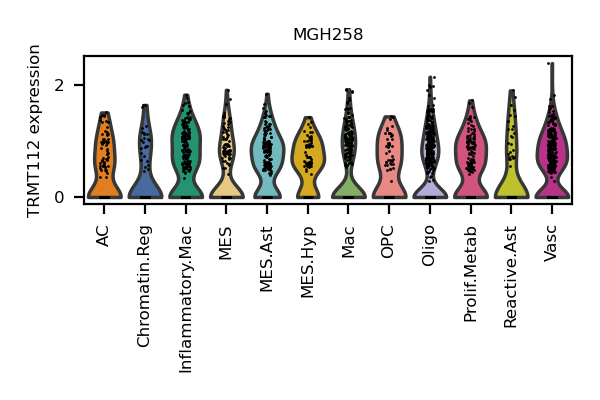 MGH258
TRMT112 expression
2
0
AC
Chromatin.Reg
Inflammatory.Mac
MES
MES.Ast
MES.Hyp
Mac
OPC
Oligo
Prolif.Metab
Reactive.Ast
Vasc